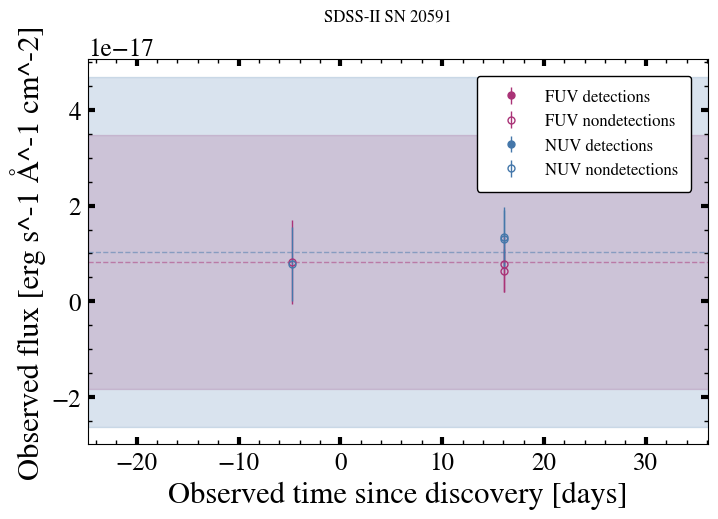 SDSS-II SN 20591
1e−17
FUV detections
FUV nondetections
NUV detections
NUV nondetections
4
2
0
−2
Observed flux [erg s^-1 Å^-1 cm^-2]
−20 −10 0 10 20 30
Observed time since discovery [days]